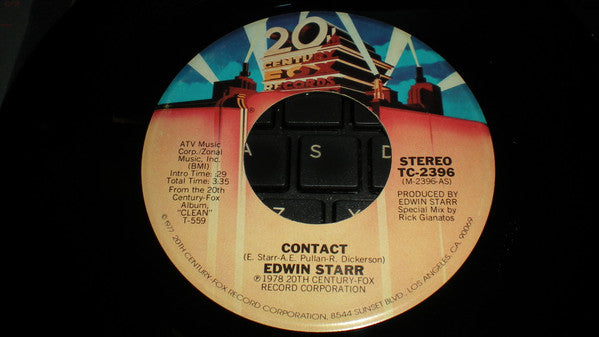 20th
CENTURY
FOX
RECORDS
ATV Music
Corp./Zonal
Music, Inc.
(BMI)
Intro Time: :29
Total Time: 3:35
From the 20th
Century-Fox
Album,
"CLEAN"
T-559
STEREO
TC-2396
(M-2396-AS)
PRODUCED BY
EDWIN STARR
Special Mix by
Rick Gianatos
A S D
Z X
CONTACT
(E. Starr-A.E. Pullan-R. Dickerson)
EDWIN STARR
℗ 1978 20TH CENTURY-FOX
RECORD CORPORATION
© 1977, 20TH CENTURY-FOX RECORD CORPORATION, 8544 SUNSET BLVD., LOS ANGELES, CA. 90069